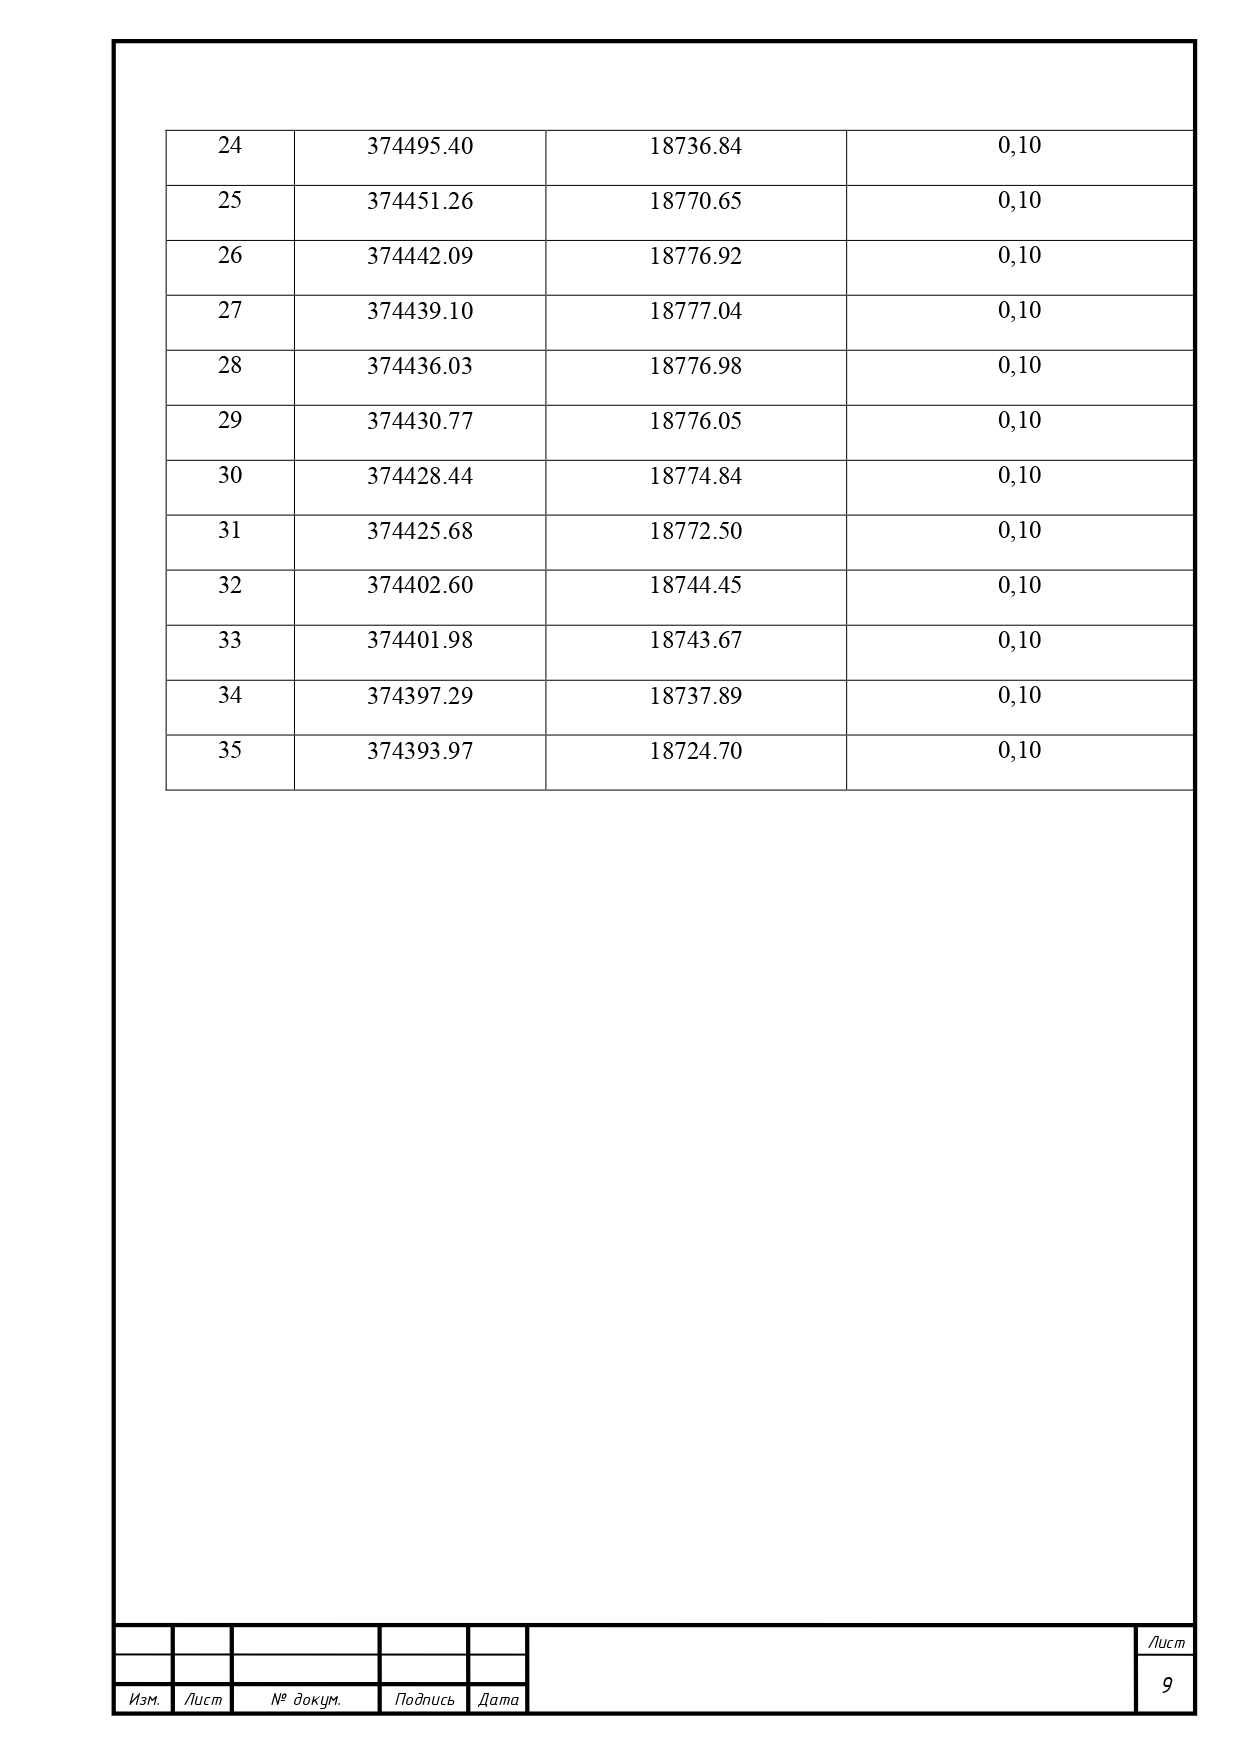 24 374495.40 18736.84 0,10
25 374451.26 18770.65 0,10
26 374442.09 18776.92 0,10
27 374439.10 18777.04 0,10
28 374436.03 18776.98 0,10
29 374430.77 18776.05 0,10
30 374428.44 18774.84 0,10
31 374425.68 18772.50 0,10
32 374402.60 18744.45 0,10
33 374401.98 18743.67 0,10
34 374397.29 18737.89 0,10
35 374393.97 18724.70 0,10
Лист
9
Изм. Лист № докум. Подпись Дата